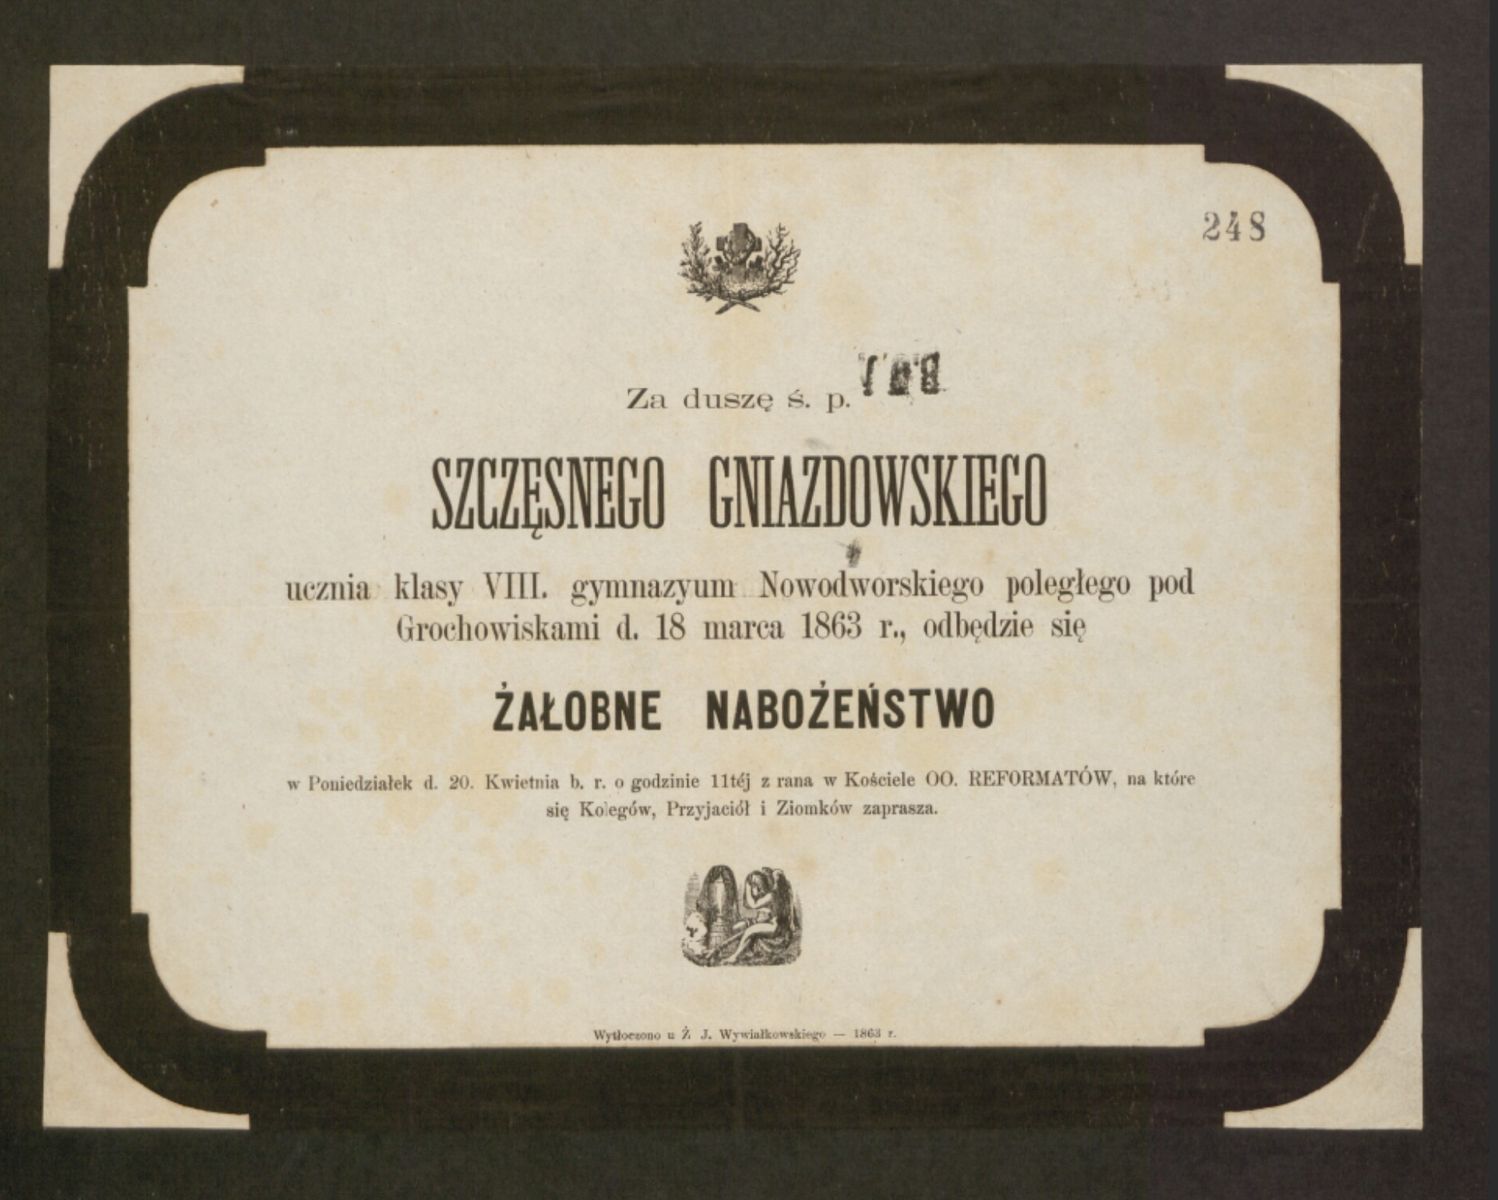 248
Za duszę ś. p.
SZCZĘSNEGO GNIAZDOWSKIEGO
ucznia klasy VIII. gymnazyum Nowodworskiego poległego pod
Grochowiskami d. 18 marca 1863 r., odbędzie się
ŻAŁOBNE NABOŻEŃSTWO
w Poniedziałek d. 20. Kwietnia b. r. o godzinie 11téj z rana w Kościele OO. REFORMATÓW, na które
się Kolegów, Przyjaciół i Ziomków zaprasza.
Wytłoczono u Ż J. Wywiałkowskiego — 1863 r.